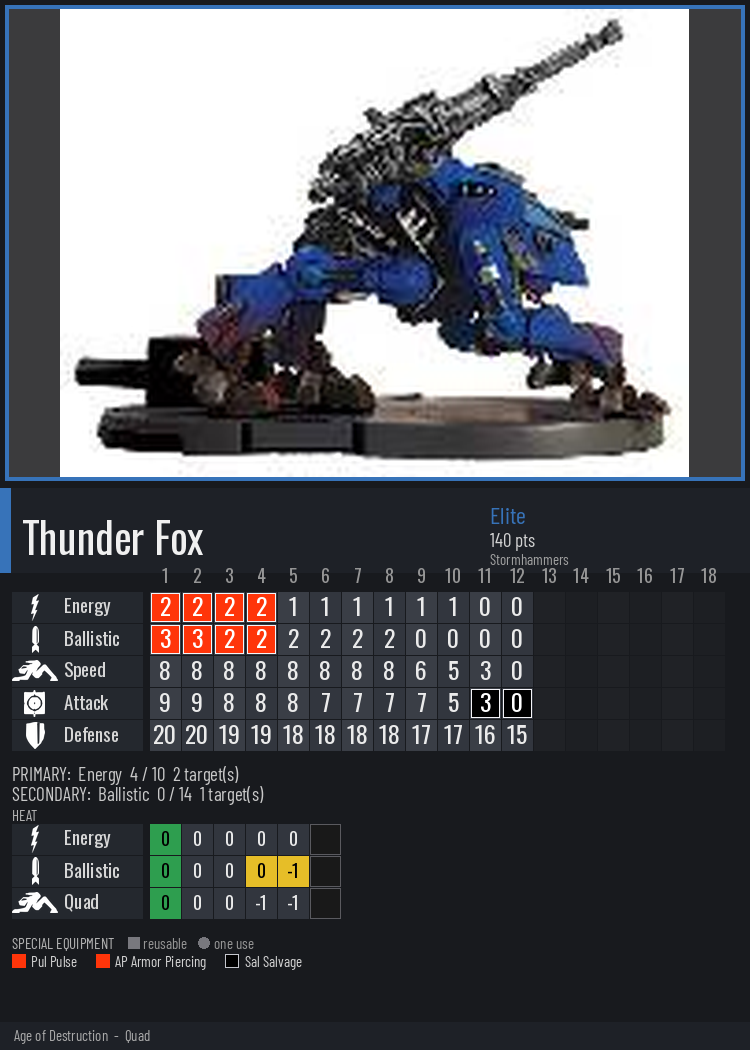 Thunder Fox
Elite
140 pts
Stormhammers
1 2 3 4 5 6 7 8 9 10 11 12 13 14 15 16 17 18
Energy 2 2 2 2 1 1 1 1 1 1 0 0
Ballistic 3 3 2 2 2 2 2 2 0 0 0 0
Speed 8 8 8 8 8 8 8 8 6 5 3 0
Attack 9 9 8 8 8 7 7 7 7 5 3 0
Defense 20 20 19 19 18 18 18 18 17 17 16 15
PRIMARY: Energy 4 / 10 2 target(s)
SECONDARY: Ballistic 0 / 14 1 target(s)
HEAT
Energy 0 0 0 0 0
Ballistic 0 0 0 0 -1
Quad 0 0 0 -1 -1
SPECIAL EQUIPMENT reusable one use
Pul Pulse AP Armor Piercing Sal Salvage
Age of Destruction - Quad